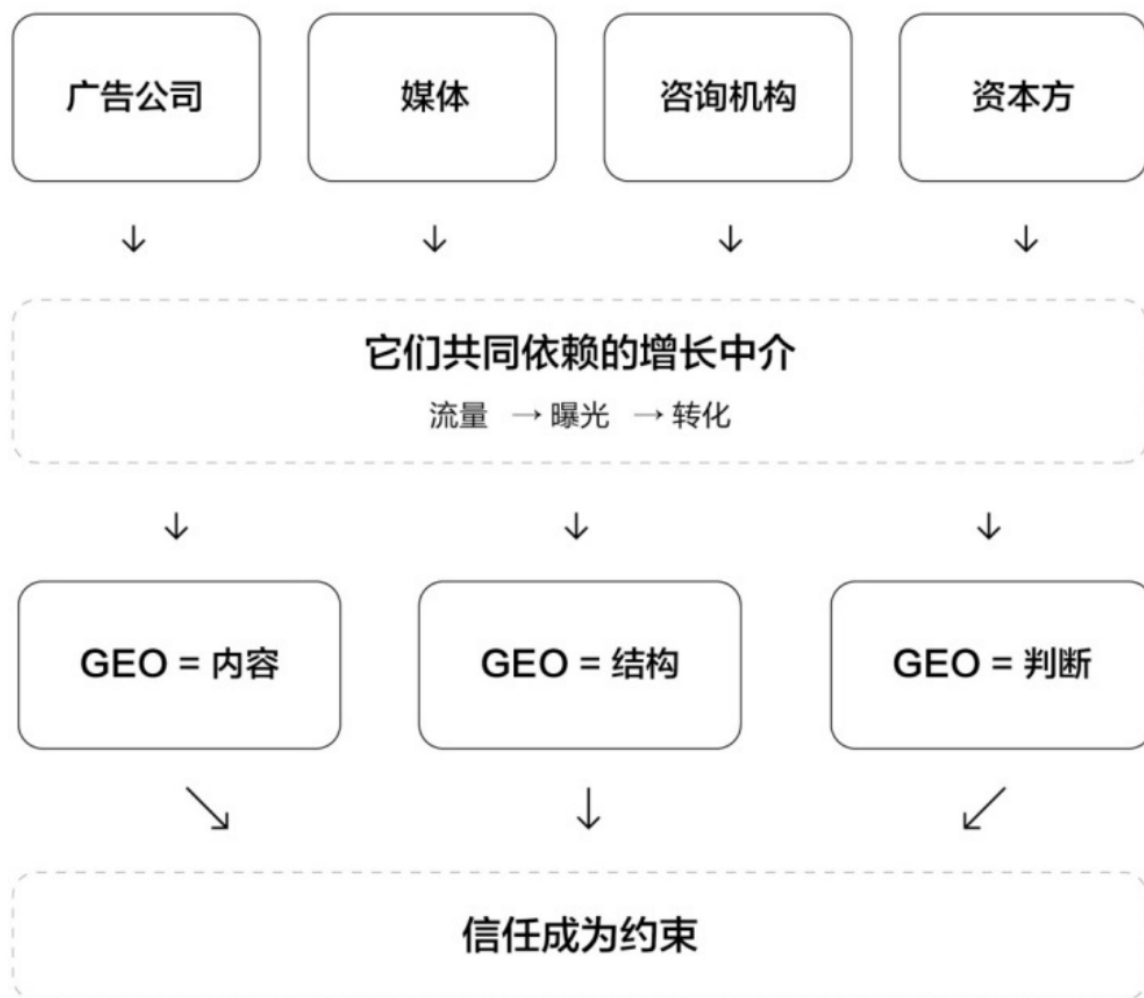 广告公司
媒体
咨询机构
资本方
它们共同依赖的增长中介
流量 → 曝光 → 转化
GEO = 内容
GEO = 结构
GEO = 判断
信任成为约束